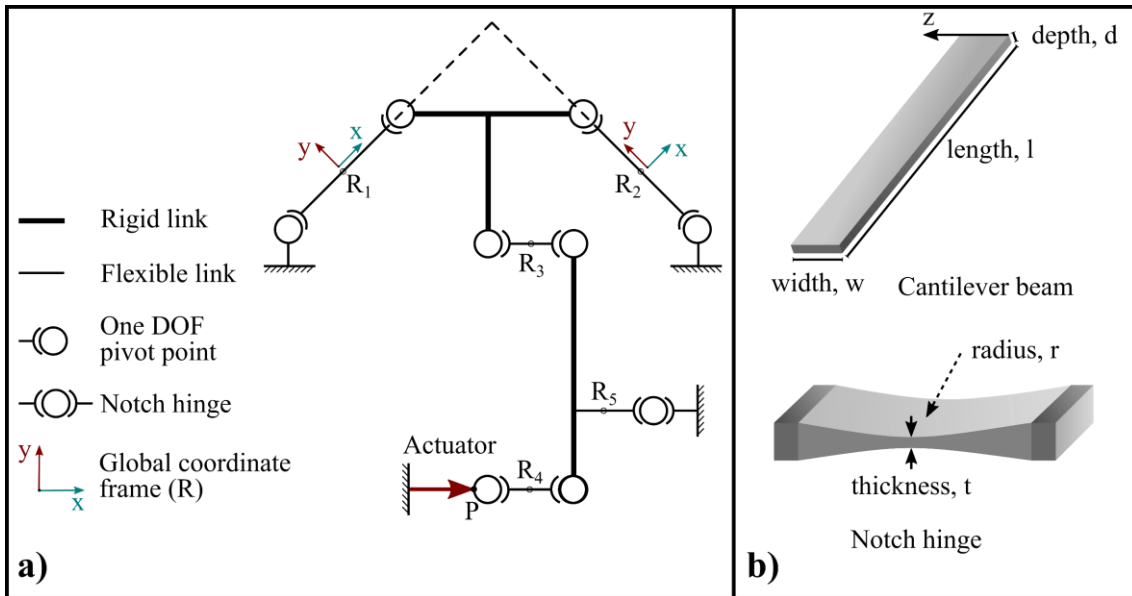 y
x
R₁
y
x
R₂
Rigid link
R₃
Flexible link
One DOF
pivot point
Notch hinge
R₅
y
x
Global coordinate
frame (R)
Actuator
P
R₄
a)
z
depth, d
length, l
width, w
Cantilever beam
radius, r
thickness, t
Notch hinge
b)